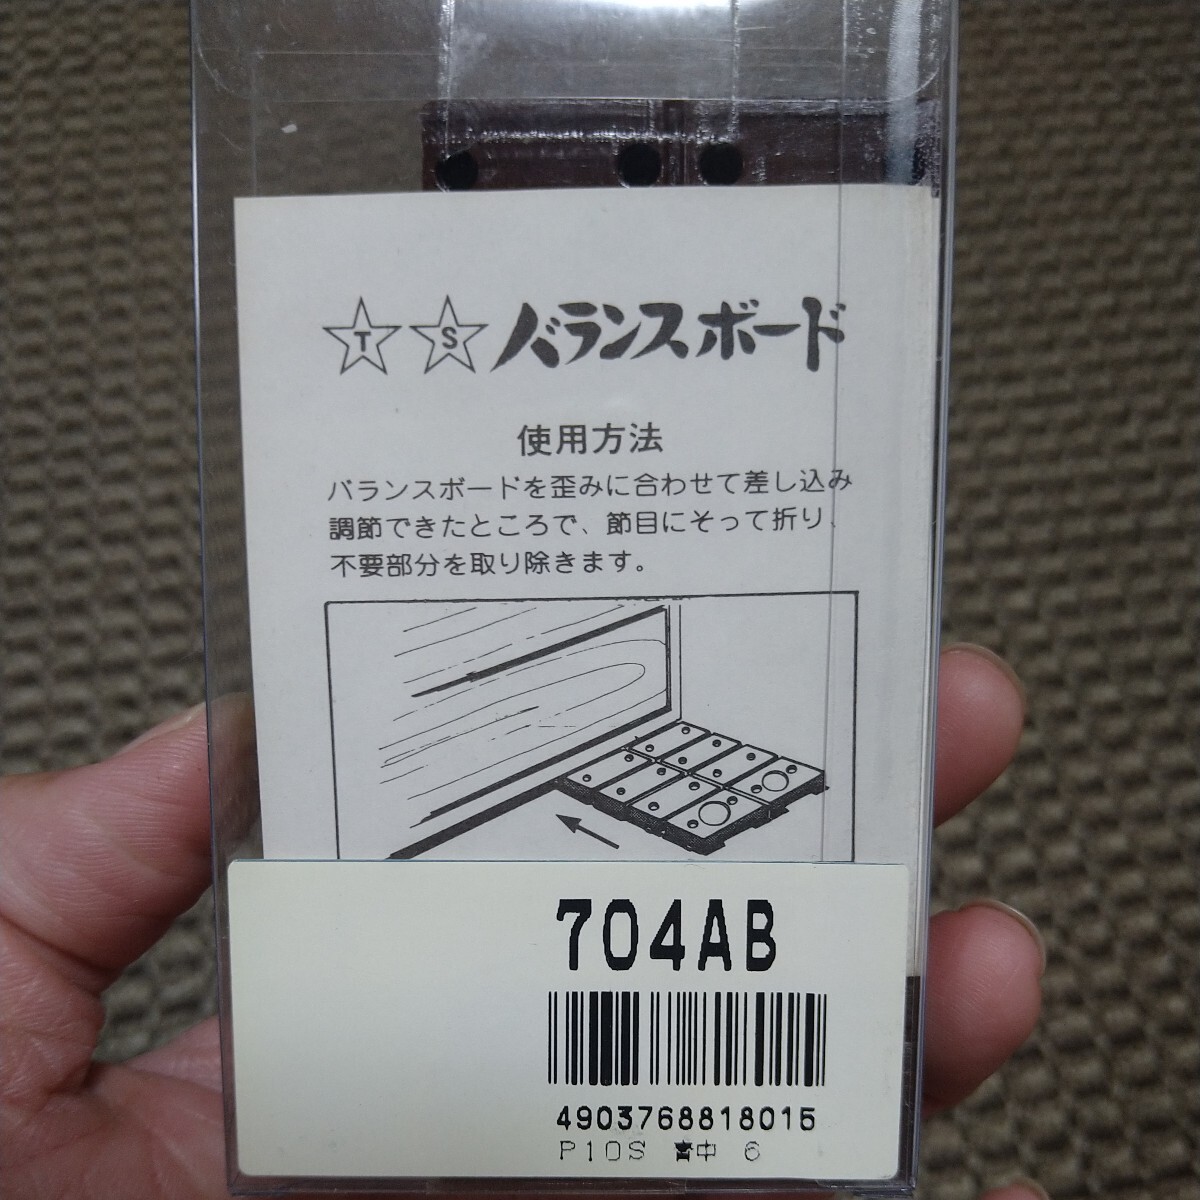 T S バランスボード
使用方法
バランスボードを歪みに合わせて差し込み
調節できたところで、節目にそって折り、
不要部分を取り除きます。
704AB
4903768818015
P10S 中 6